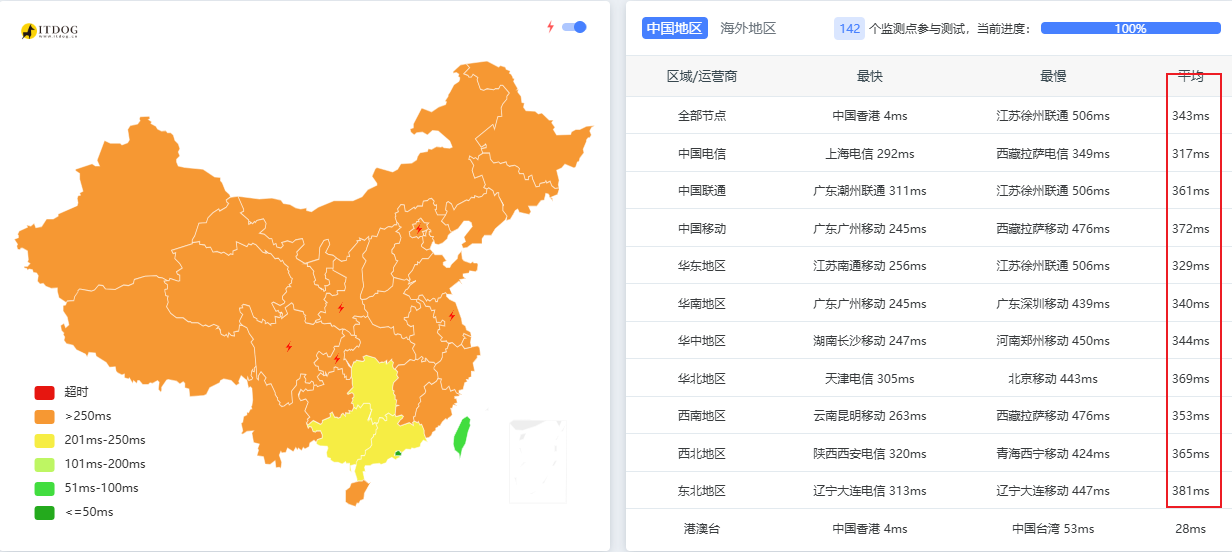 ITDOG
www.itdog.cn
超时
>250ms
201ms-250ms
101ms-200ms
51ms-100ms
<=50ms
中国地区 海外地区 142 个监测点参与测试，当前进度： 100%
区域/运营商 最快 最慢 平均
全部节点 中国香港 4ms 江苏徐州联通 506ms 343ms
中国电信 上海电信 292ms 西藏拉萨电信 349ms 317ms
中国联通 广东潮州联通 311ms 江苏徐州联通 506ms 361ms
中国移动 广东广州移动 245ms 西藏拉萨移动 476ms 372ms
华东地区 江苏南通移动 256ms 江苏徐州联通 506ms 329ms
华南地区 广东广州移动 245ms 广东深圳移动 439ms 340ms
华中地区 湖南长沙移动 247ms 河南郑州移动 450ms 344ms
华北地区 天津电信 305ms 北京移动 443ms 369ms
西南地区 云南昆明移动 263ms 西藏拉萨移动 476ms 353ms
西北地区 陕西西安电信 320ms 青海西宁移动 424ms 365ms
东北地区 辽宁大连电信 313ms 辽宁大连移动 447ms 381ms
港澳台 中国香港 4ms 中国台湾 53ms 28ms